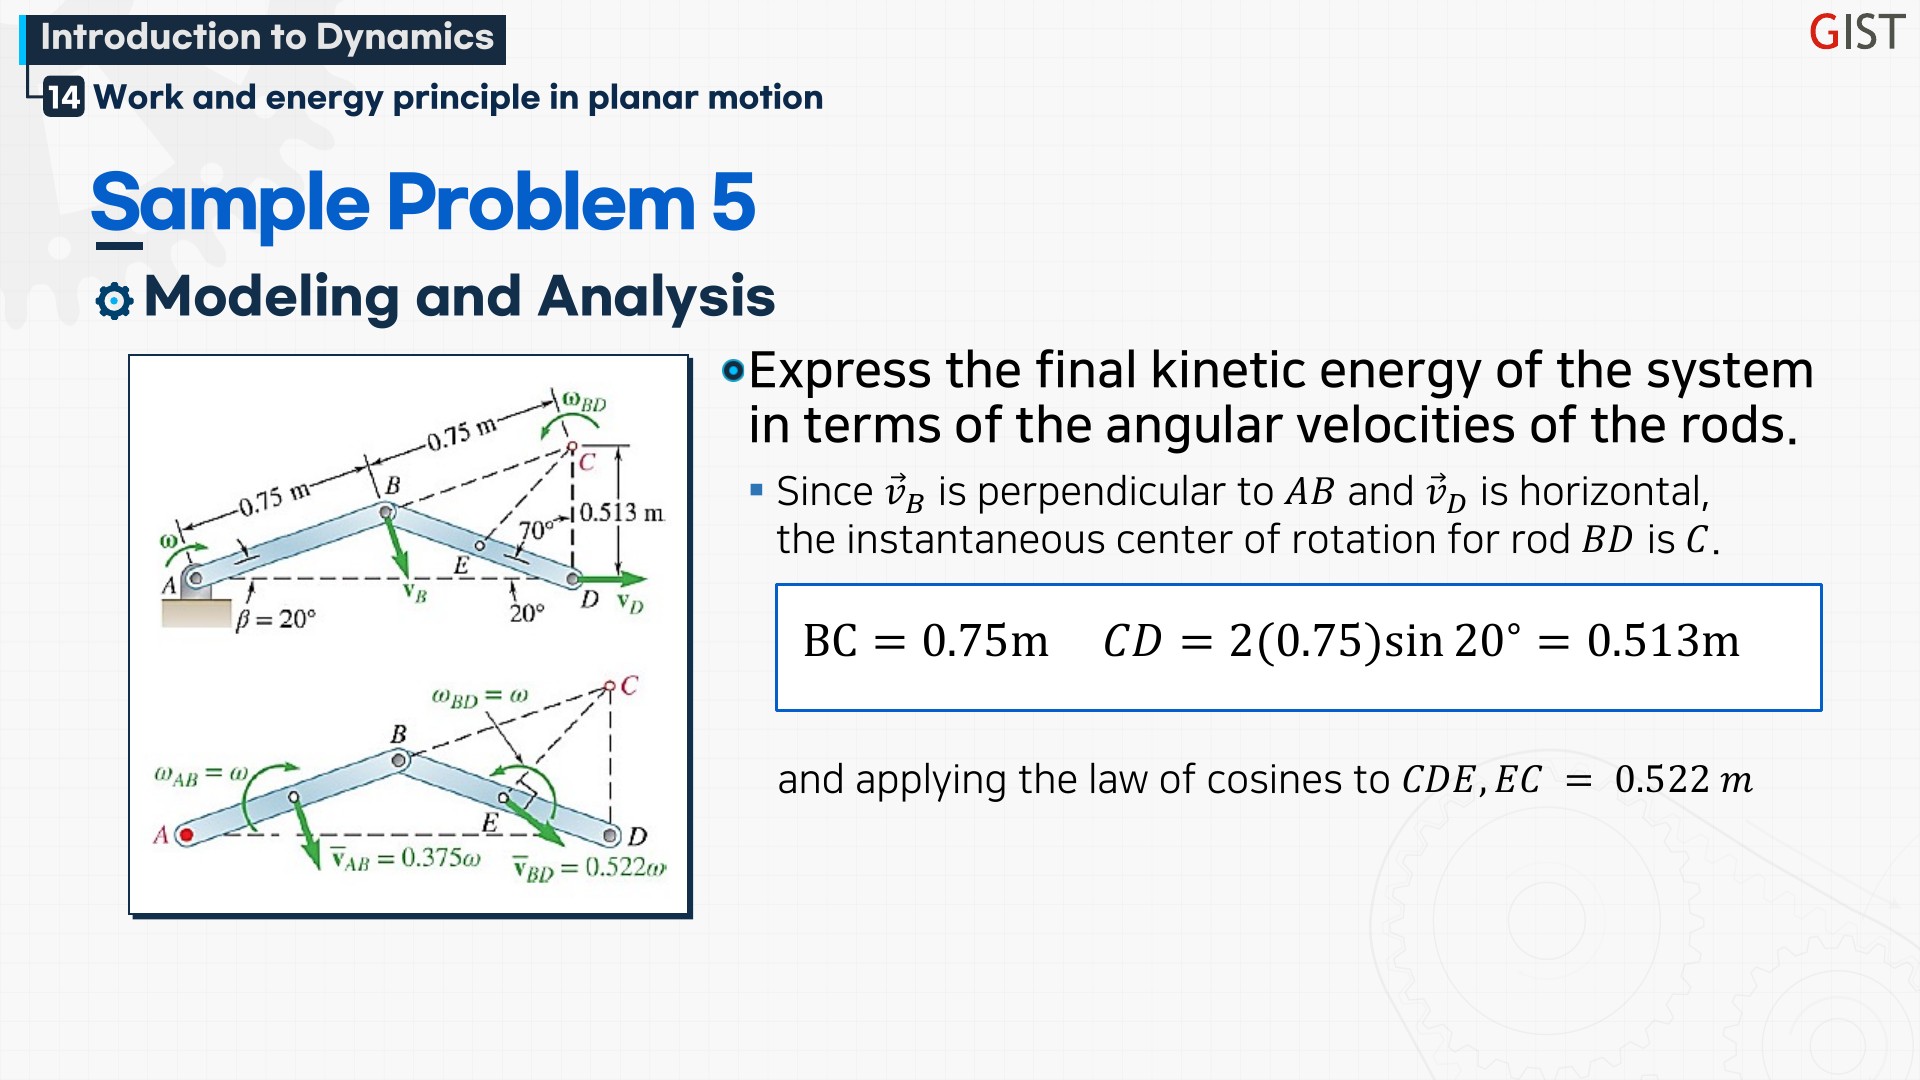 Introduction to Dynamics
GIST
14 Work and energy principle in planar motion
Sample Problem 5
Modeling and Analysis
Express the final kinetic energy of the system
in terms of the angular velocities of the rods.
Since v⃗_B is perpendicular to AB and v⃗_D is horizontal,
the instantaneous center of rotation for rod BD is C.
BC = 0.75m CD = 2(0.75)sin 20° = 0.513m
and applying the law of cosines to CDE, EC = 0.522 m
ω_BD
0.75 m
C
0.75 m
B
0.513 m
70°
ω
E
A
v_B
D
v_D
β = 20°
20°
C
ω_BD = ω
B
ω_AB = ω
E
A
D
v̅_AB = 0.375ω
v̅_BD = 0.522ω